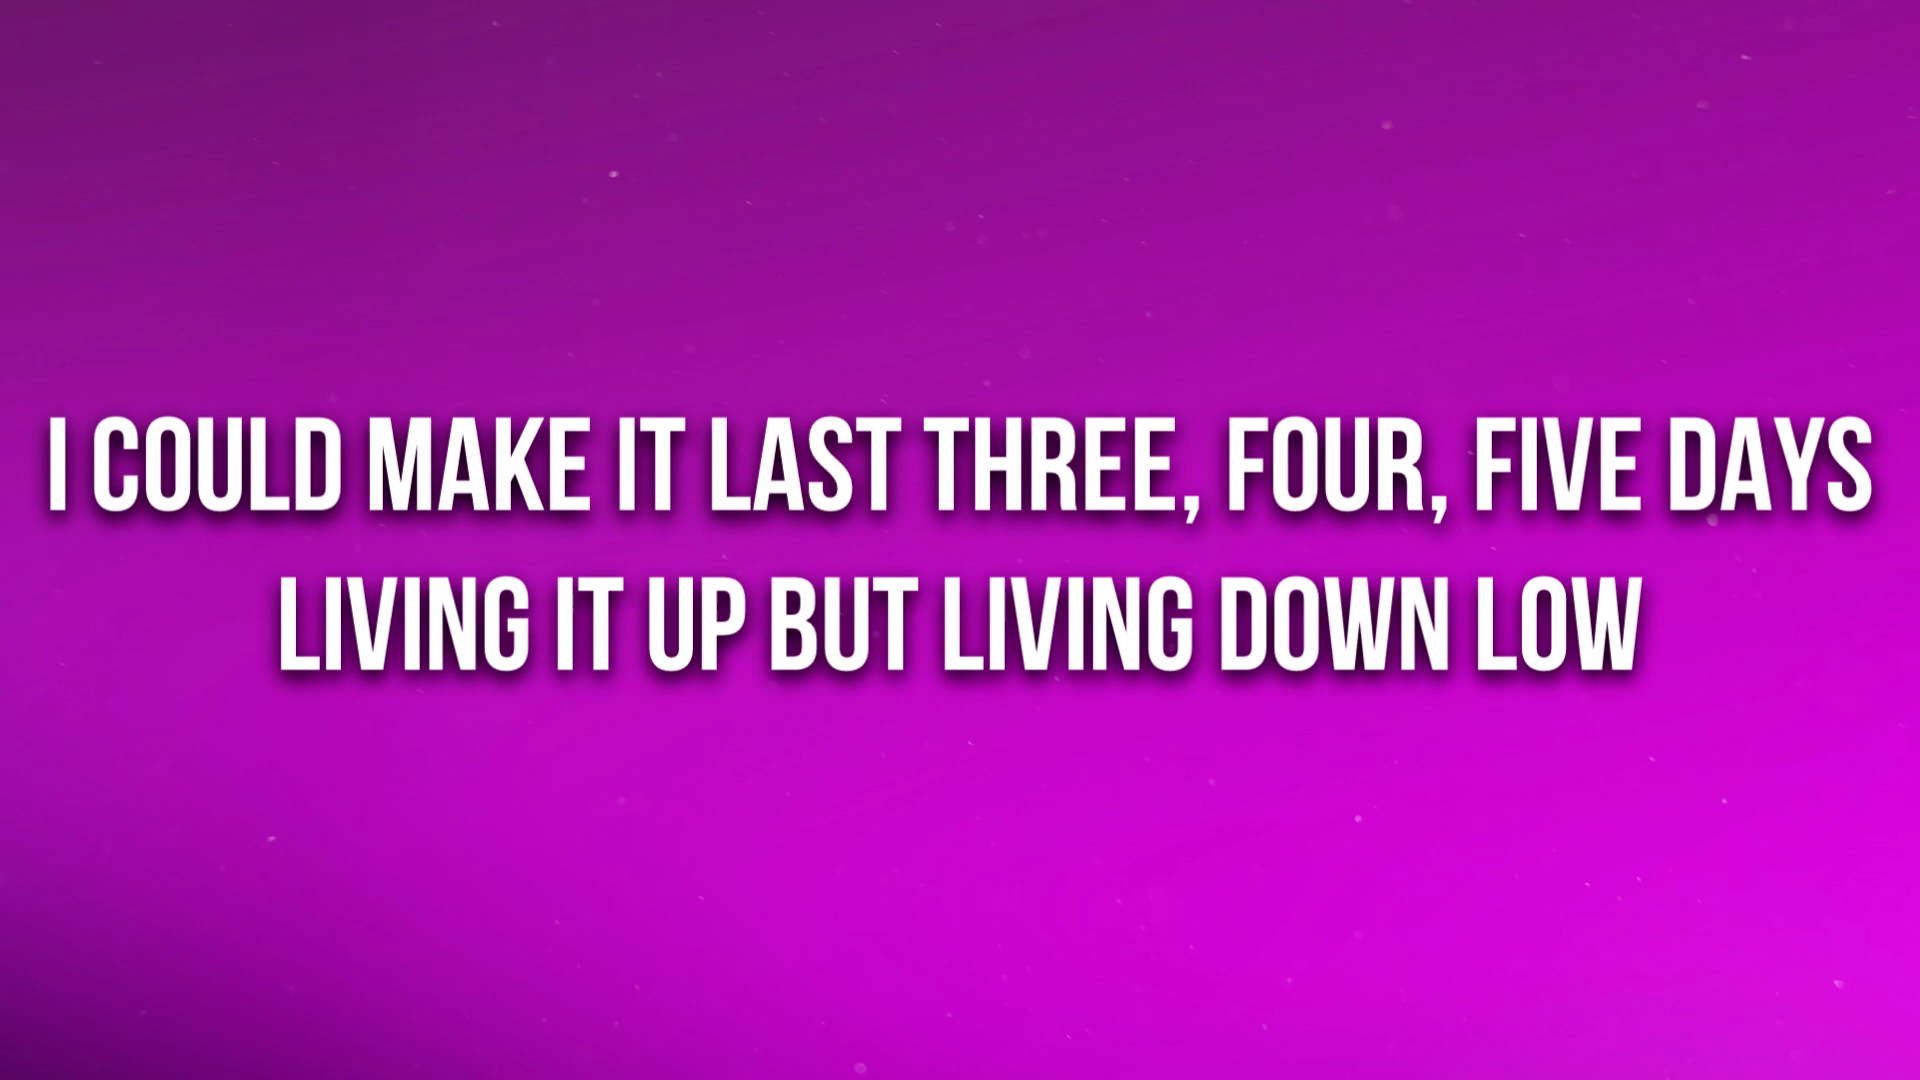 I COULD MAKE IT LAST THREE, FOUR, FIVE DAYS
LIVING IT UP BUT LIVING DOWN LOW